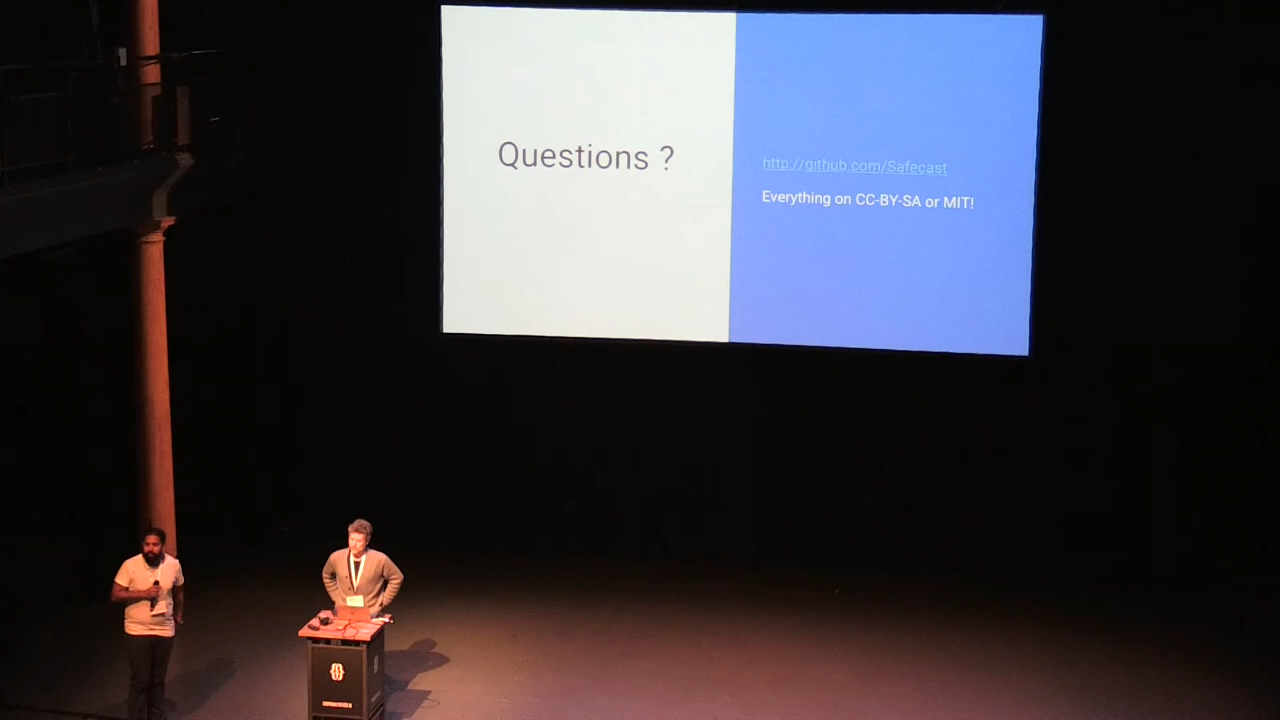 Questions ?
http://github.com/Safecast
Everything on CC-BY-SA or MIT!